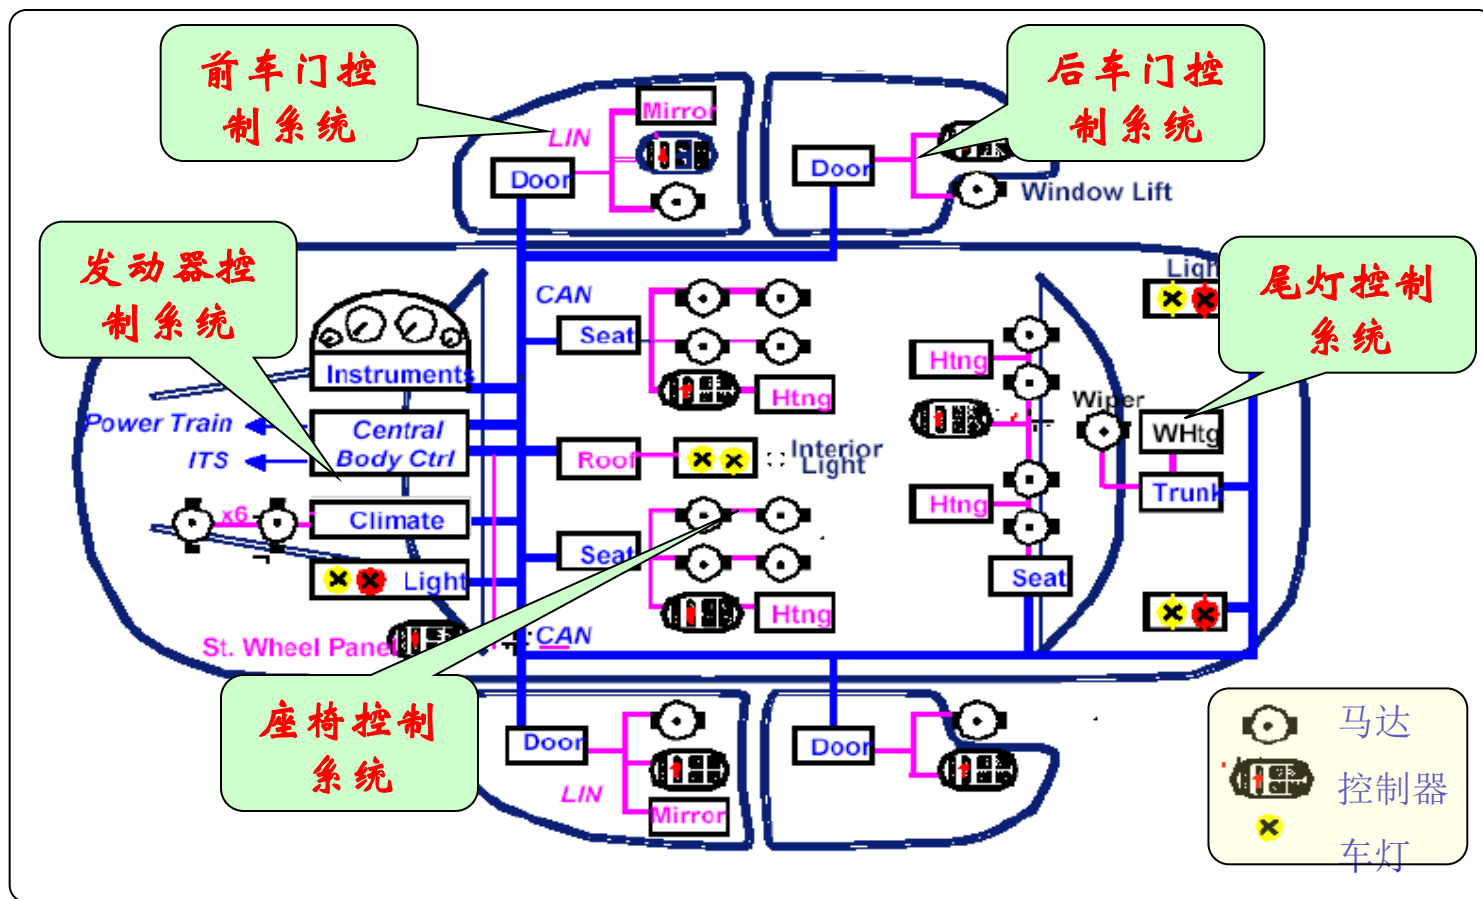 前车门控
制系统
后车门控
制系统
Mirror
LIN
Door
Door
Window Lift
发动器控
制系统
尾灯控制
系统
Ligh
CAN
Seat
Instruments
Htng
Htng
Power Train
Central
Body Ctrl
ITS
Wiper
WHtg
Roof
Interior
Light
x6
Climate
Htng
Trunk
Seat
Light
Seat
Htng
St. Wheel Panel
CAN
座椅控制
系统
Door
Door
LIN
Mirror
马达
控制器
车灯